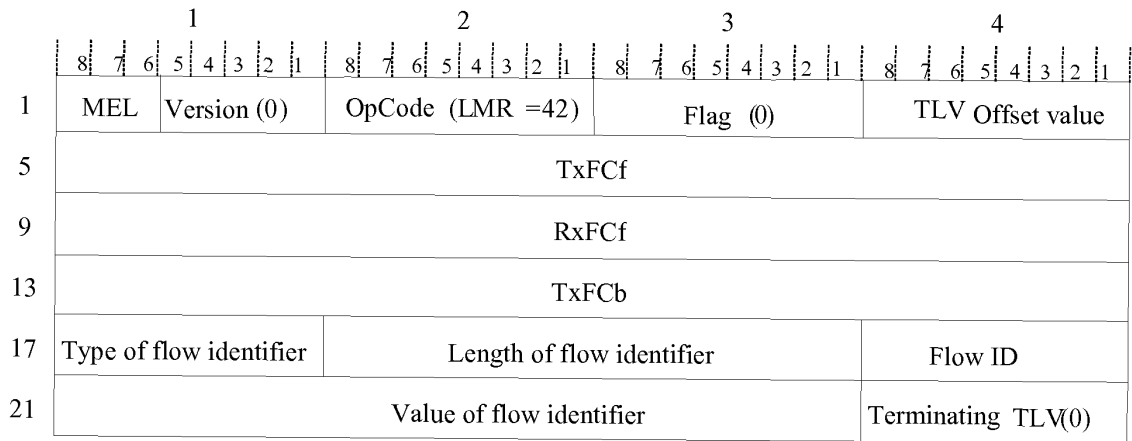 1 2 3 4
8 7 6 5 4 3 2 1 8 7 6 5 4 3 2 1 8 7 6 5 4 3 2 1 8 7 6 5 4 3 2 1
1 MEL Version (0) OpCode (LMR =42) Flag (0) TLV Offset value
5 TxFCf
9 RxFCf
13 TxFCb
17 Type of flow identifier Length of flow identifier Flow ID
21 Value of flow identifier Terminating TLV(0)